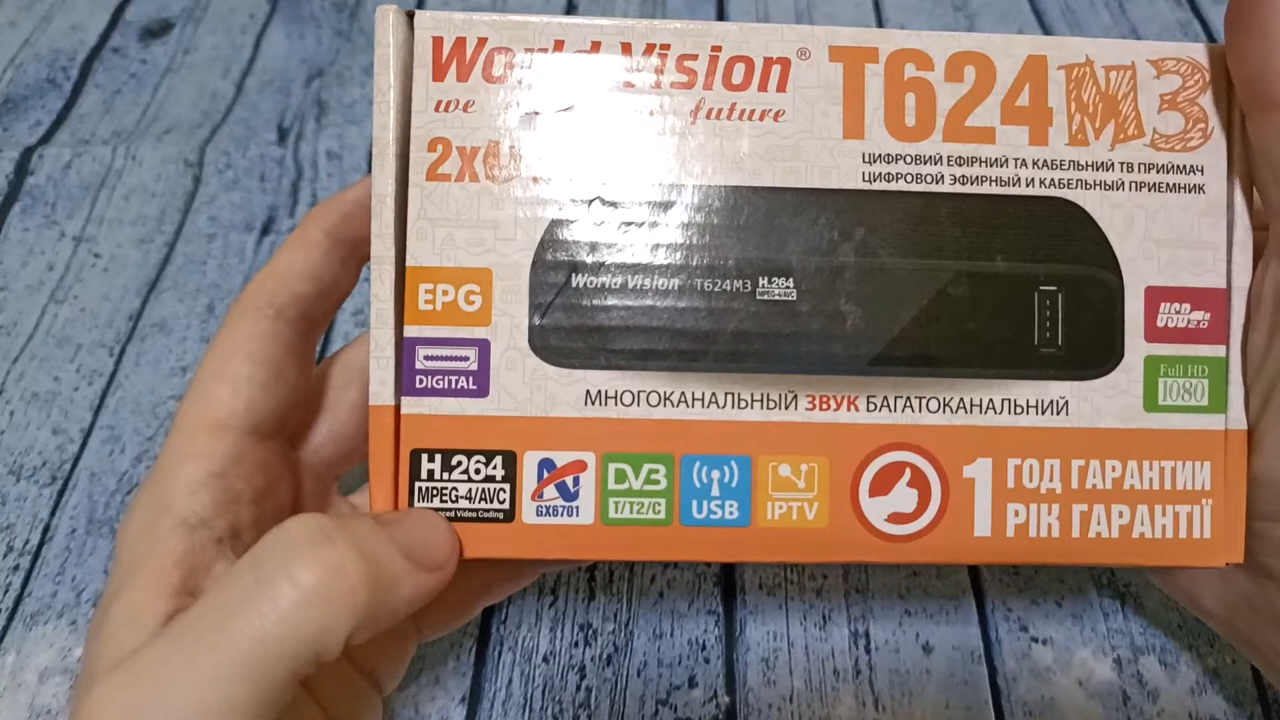 World Vision®
we future
T624M3
ЦИФРОВИЙ ЕФІРНИЙ ТА КАБЕЛЬНИЙ ТВ ПРИЙМАЧ
ЦИФРОВОЙ ЭФИРНЫЙ И КАБЕЛЬНЫЙ ПРИЕМНИК
World Vision T624M3 H.264
MPEG-4/AVC
EPG
DIGITAL
USB 2.0
Full HD
1080
МНОГОКАНАЛЬНЫЙ ЗВУК БАГАТОКАНАЛЬНИЙ
H.264
MPEG-4/AVC
Video Coding
GX6701
DVB
T/T2/C
USB
IPTV
1 ГОД ГАРАНТИИ
РІК ГАРАНТІЇ